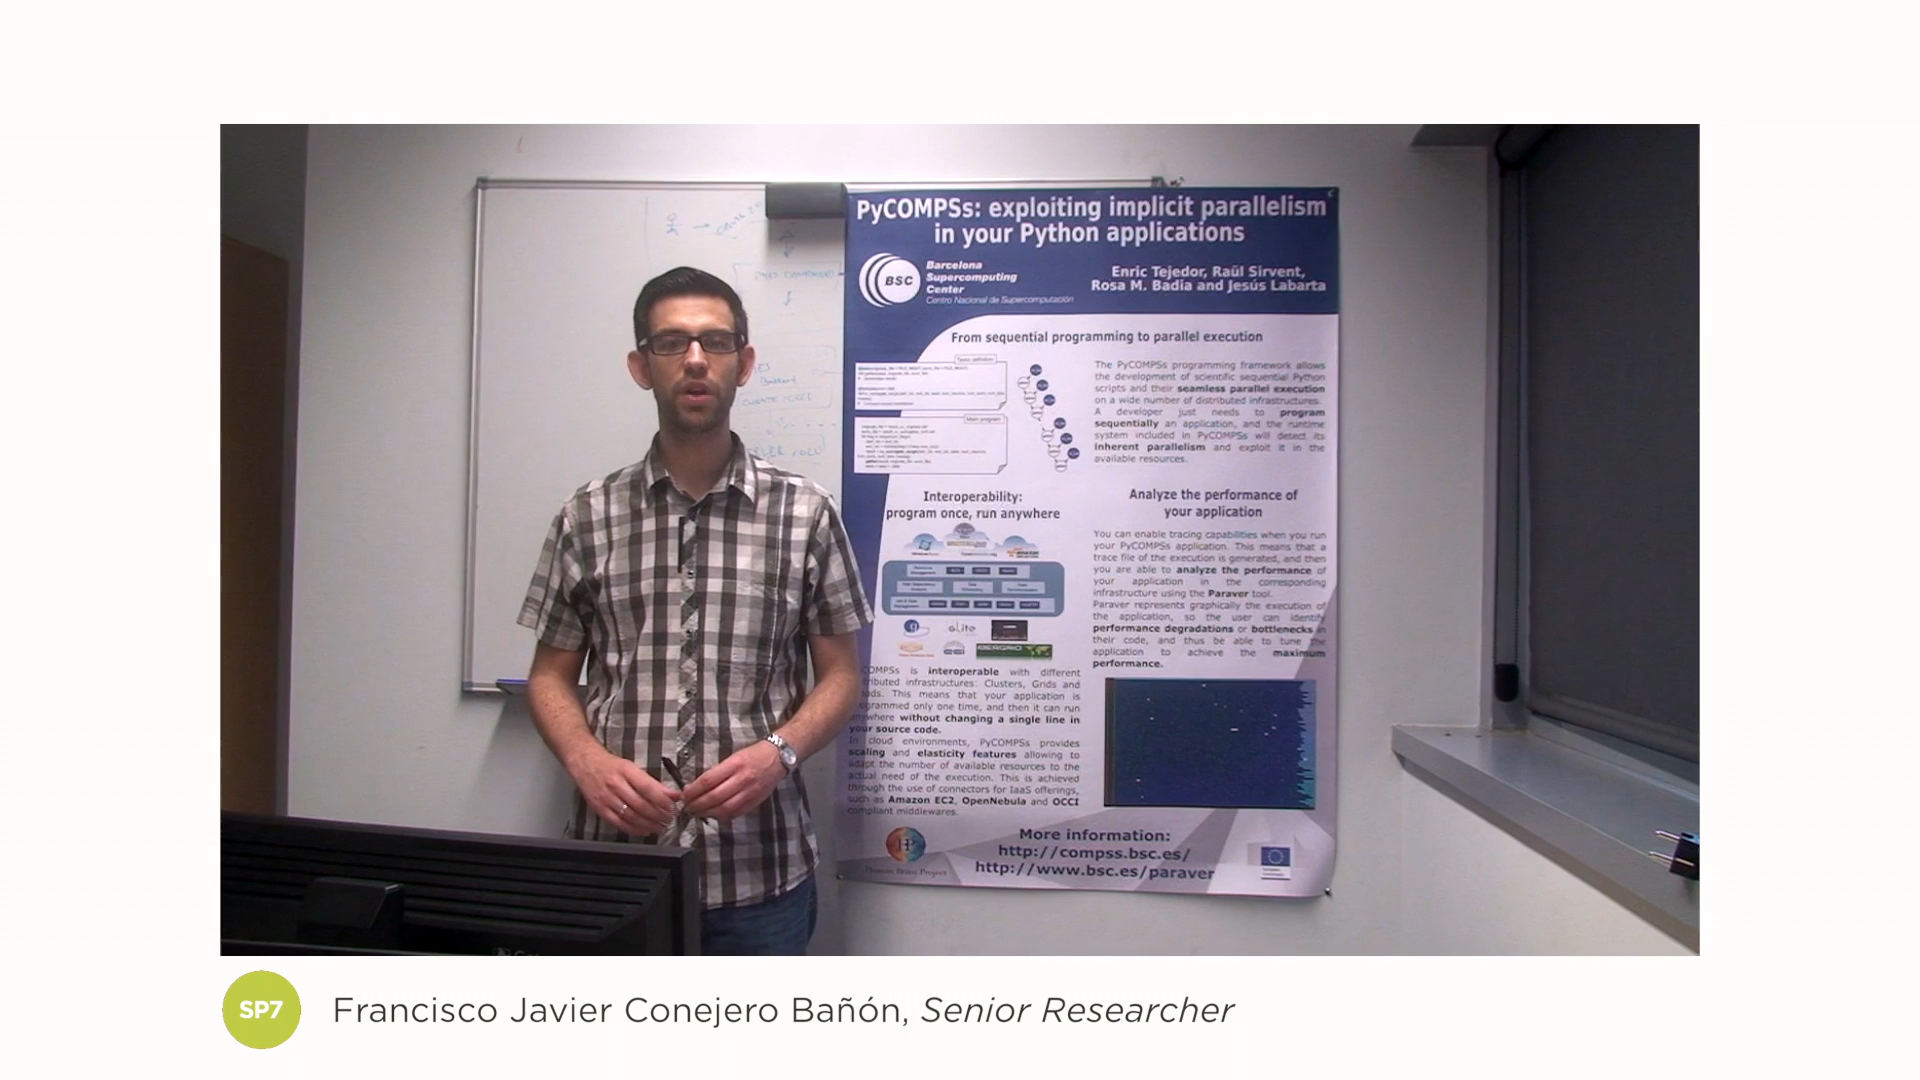 PyCOMPSs: exploiting implicit parallelism
in your Python applications
BSC
Barcelona
Supercomputing
Center
Centro Nacional de Supercomputación
Enric Tejedor, Raül Sirvent,
Rosa M. Badia and Jesús Labarta
From sequential programming to parallel execution
Main program
The PyCOMPSs programming framework allows
the development of scientific sequential Python
scripts and their seamless parallel execution
on a wide number of distributed infrastructures.
A developer just needs to program
sequentially an application, and the runtime
system included in PyCOMPSs will detect its
inherent parallelism and exploit it in the
available resources.
Interoperability:
program once, run anywhere
COMPSs is interoperable with different
tributed infrastructures: Clusters, Grids and
This means that your application is
grammed only one time, and then it can run
anywhere without changing a single line in
your source code.
In cloud environments, PyCOMPSs provides
scaling and elasticity features allowing to
adapt the number of available resources to the
actual need of the execution. This is achieved
through the use of connectors for IaaS offerings,
such as Amazon EC2, OpenNebula and OCCI
compliant middlewares.
Analyze the performance of
your application
You can enable tracing capabilities when you run
your PyCOMPSs application. This means that a
trace file of the execution is generated, and then
you are able to analyze the performance of
your application in the corresponding
infrastructure using the Paraver tool.
Paraver represents graphically the execution of
the application, so the user can identify
performance degradations or bottlenecks in
their code, and thus be able to tune the
application to achieve the maximum
performance.
Human Brain Project
More information:
http://compss.bsc.es/
http://www.bsc.es/paraver
SP7
Francisco Javier Conejero Bañón, Senior Researcher